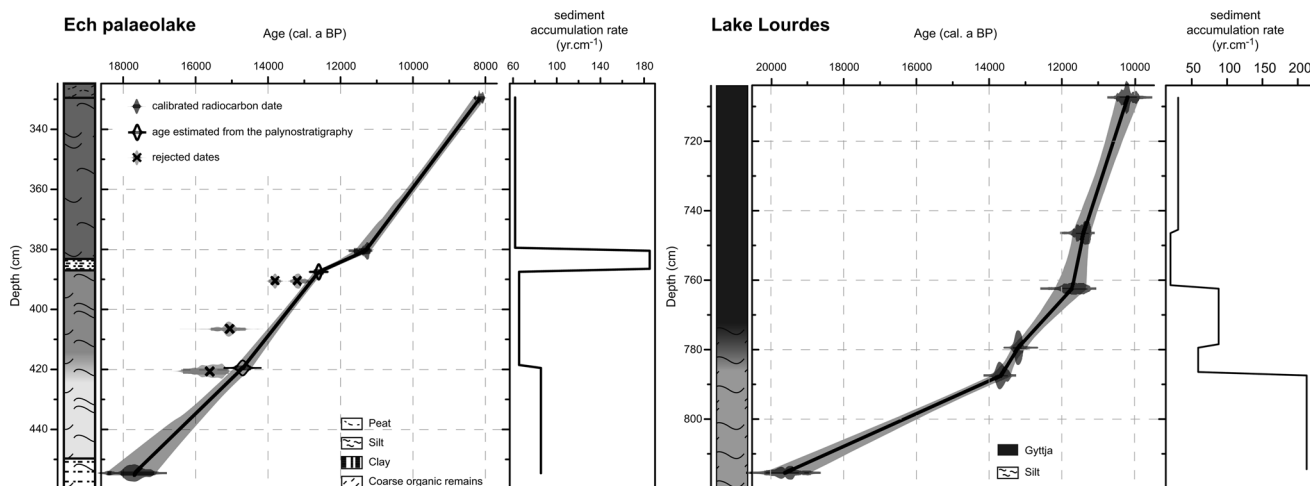 Ech palaeolake
Age (cal. a BP)
sediment
accumulation rate
(yr.cm-1)
18000
16000
14000
12000
10000
8000
60
100
140
180
calibrated radiocarbon date
age estimated from the palynostratigraphy
rejected dates
340
360
380
400
420
440
Depth (cm)
Peat
Silt
Clay
Coarse organic remains
Lake Lourdes
Age (cal. a BP)
sediment
accumulation rate
(yr.cm-1)
20000
18000
16000
14000
12000
10000
50
100
150
200
720
740
760
780
800
Depth (cm)
Gyttja
Silt